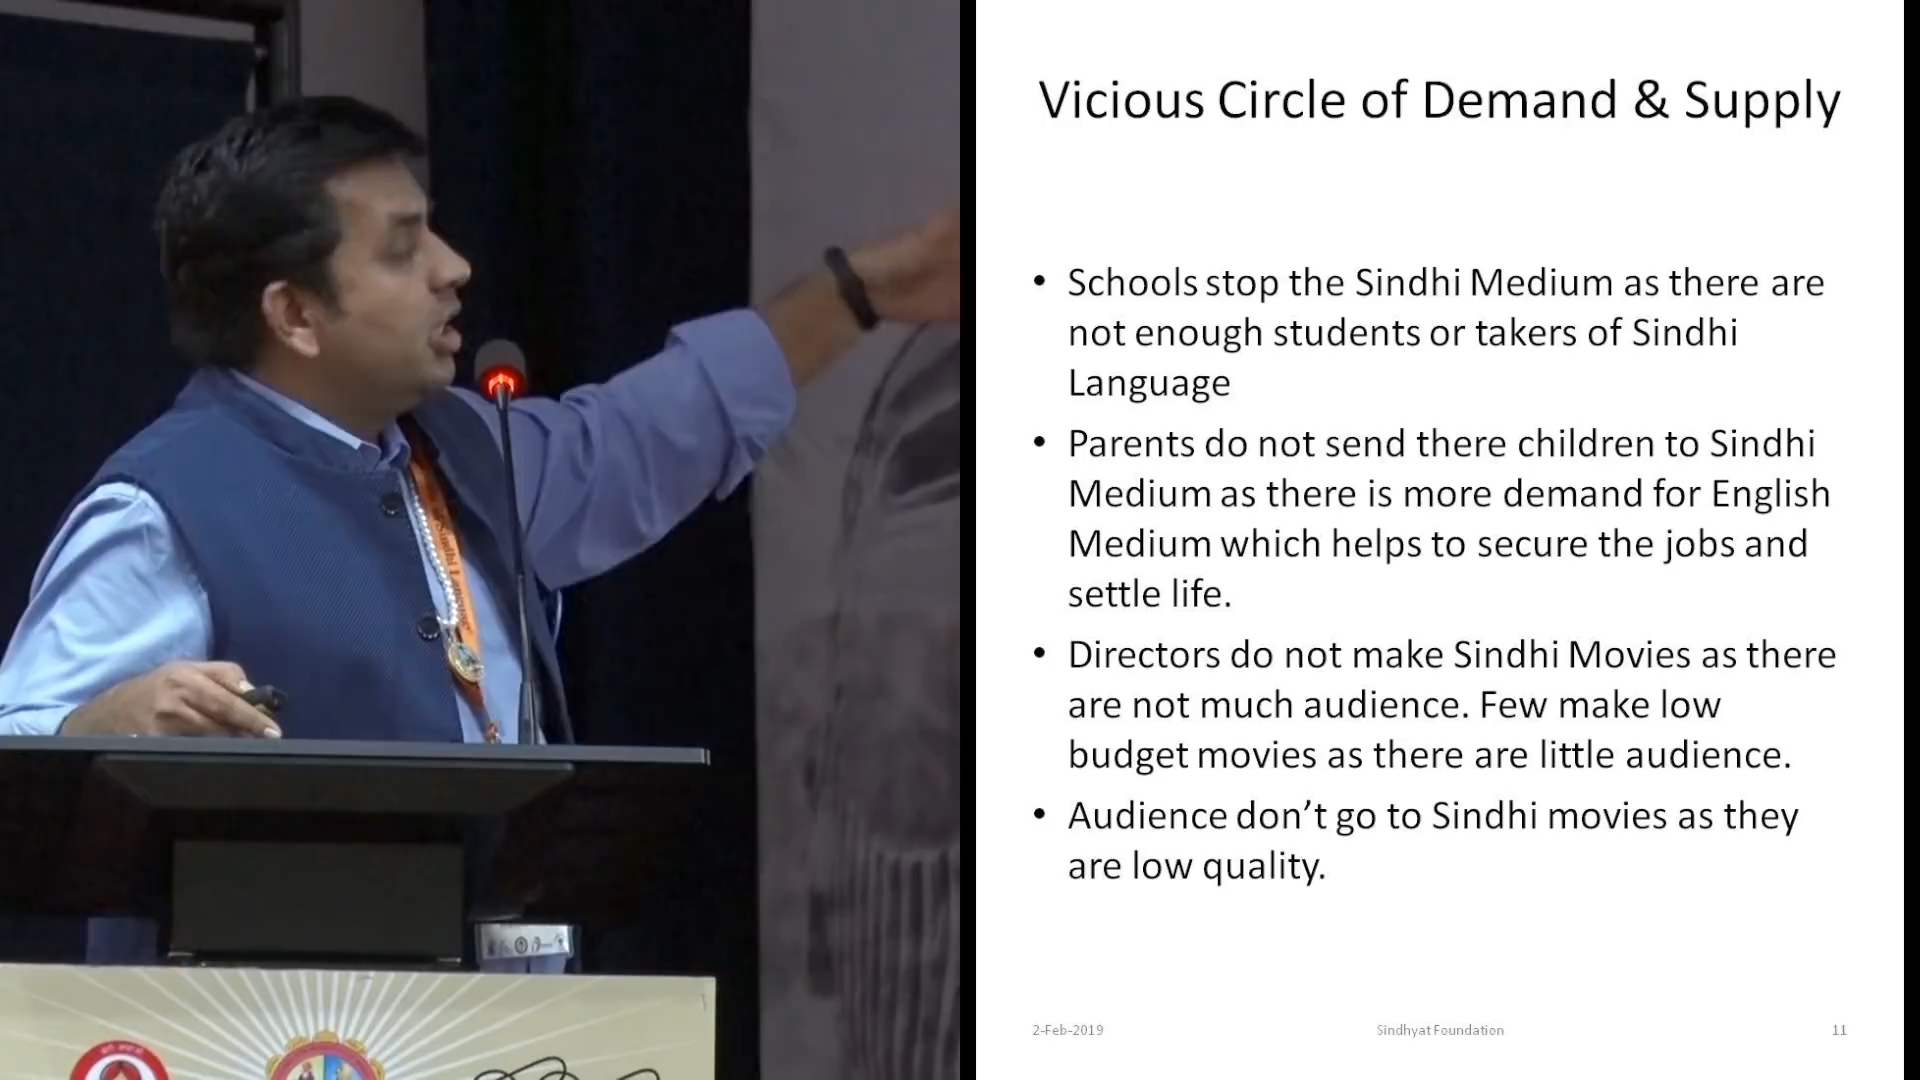 Vicious Circle of Demand & Supply
• Schools stop the Sindhi Medium as there are
not enough students or takers of Sindhi
Language
• Parents do not send there children to Sindhi
Medium as there is more demand for English
Medium which helps to secure the jobs and
settle life.
• Directors do not make Sindhi Movies as there
are not much audience. Few make low
budget movies as there are little audience.
• Audience don’t go to Sindhi movies as they
are low quality.
2-Feb-2019 Sindhyat Foundation 11
Sindhi Language